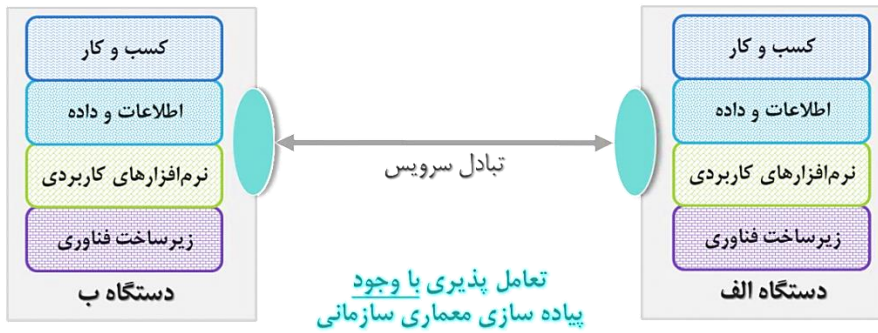 کسب و کار
اطلاعات و داده
نرم‌افزارهای کاربردی
زیرساخت فناوری
دستگاه الف
تبادل سرویس
کسب و کار
اطلاعات و داده
نرم‌افزارهای کاربردی
زیرساخت فناوری
دستگاه ب
تعامل پذیری با وجود
پیاده سازی معماری سازمانی